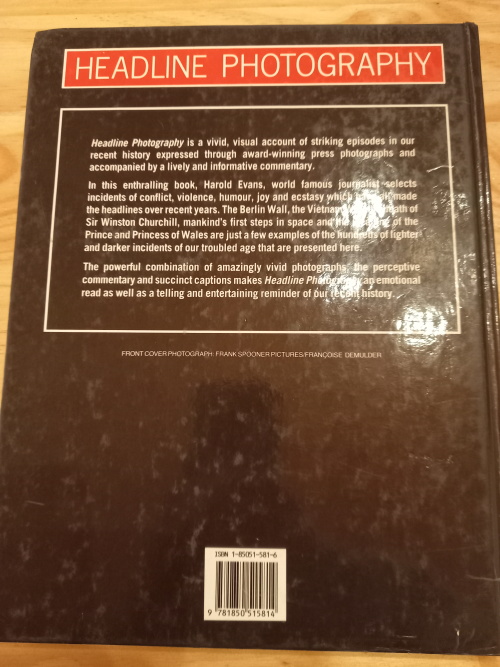 HEADLINE PHOTOGRAPHY
Headline Photography is a vivid, visual account of striking episodes in our
recent history expressed through award-winning press photographs and
accompanied by a lively and informative commentary.
In this enthralling book, Harold Evans, world famous journalist selects
incidents of conflict, violence, humour, joy and ecstasy which all made
the headlines over recent years. The Berlin Wall, the Vietnam death of
Sir Winston Churchill, mankind's first steps in space and the of the
Prince and Princess of Wales are just a few examples of the hundreds of lighter
and darker incidents of our troubled age that are presented here.
The powerful combination of amazingly vivid photographs, the perceptive
commentary and succinct captions makes Headline Photography an emotional
read as well as a telling and entertaining reminder of our recent history.
FRONT COVER PHOTOGRAPH: FRANK SPOONER PICTURES/FRANÇOISE DEMULDER
ISBN 1-85051-581-6
9 781850 515814